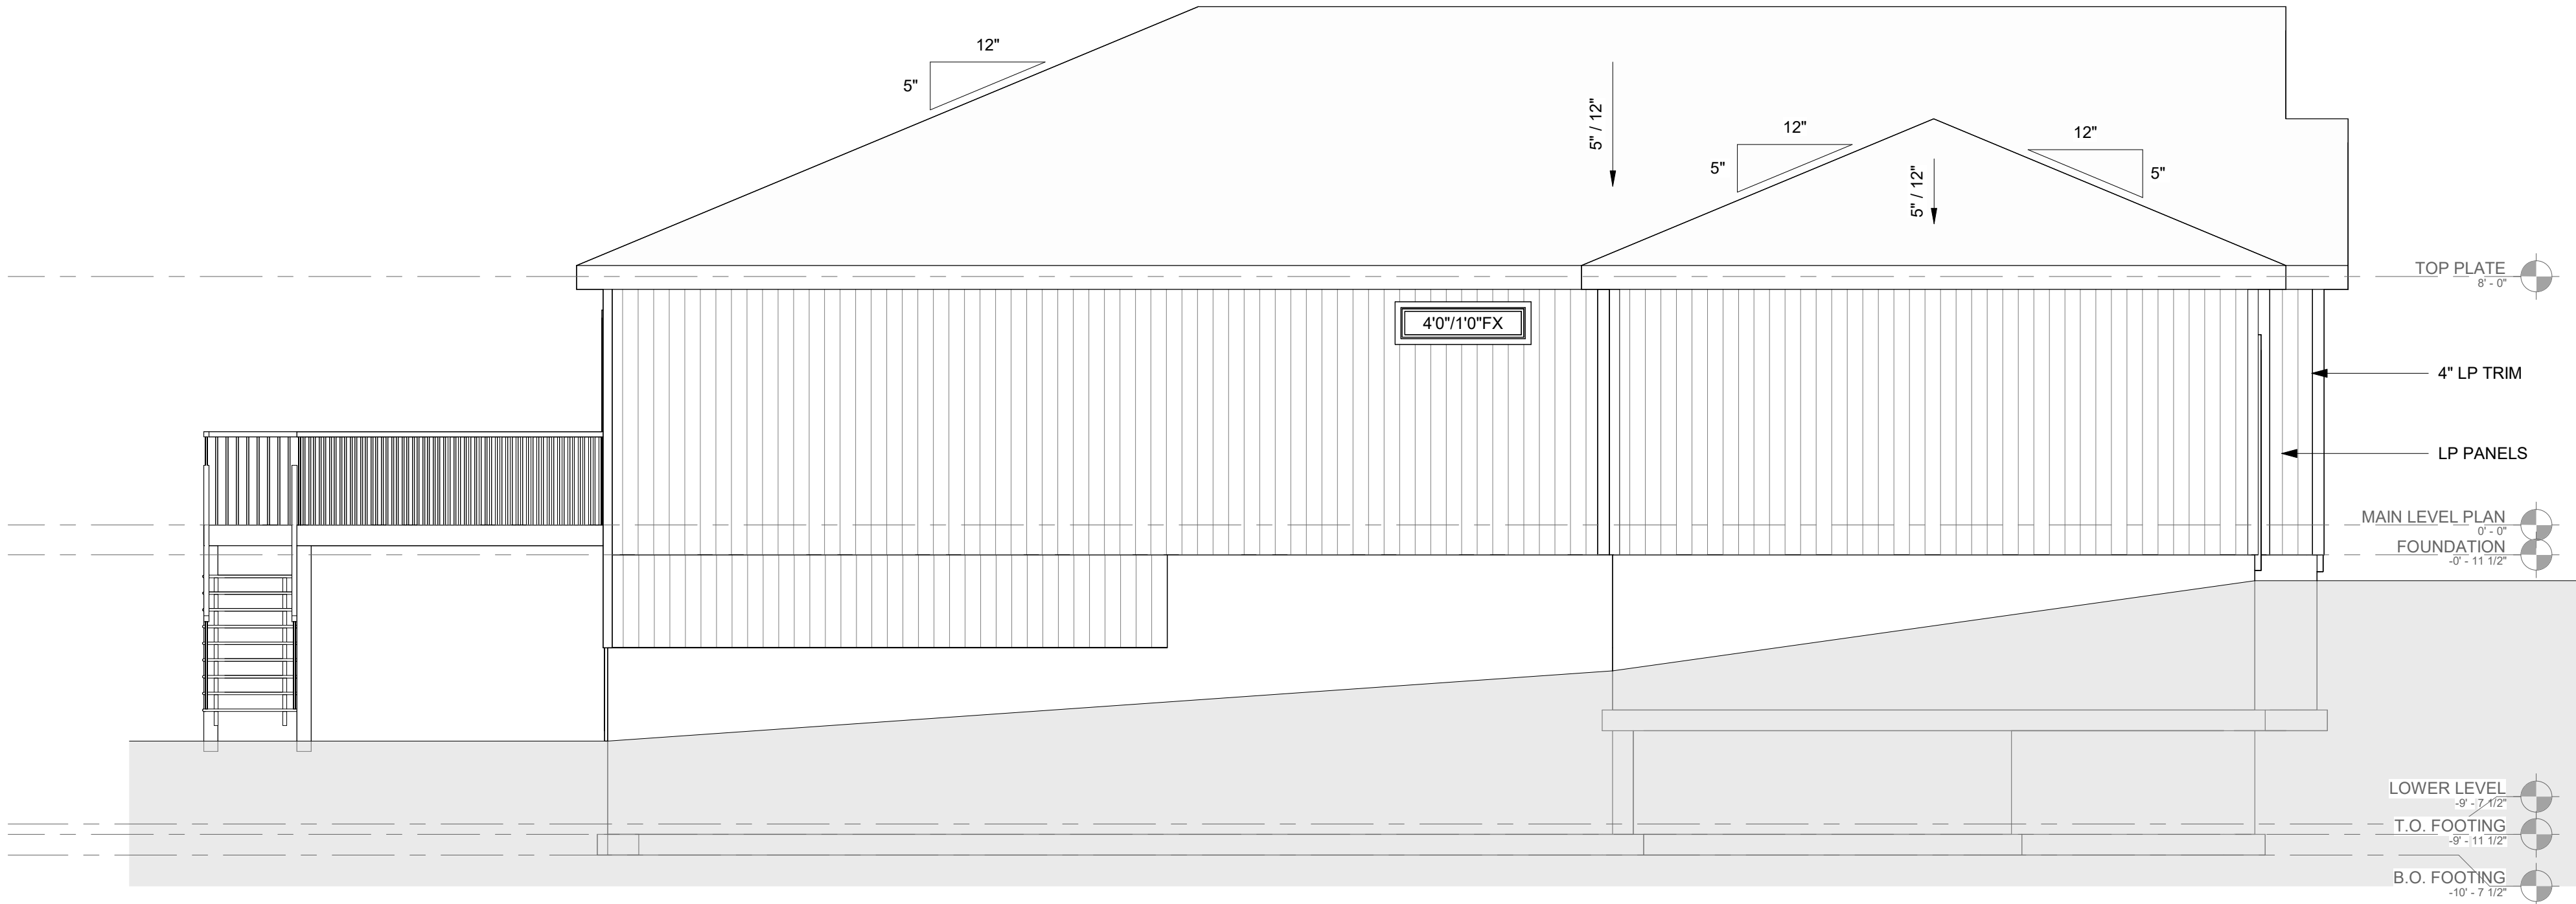 12"
5"
5" / 12"
12"
5"
12"
5"
5" / 12"
TOP PLATE
8' - 0"
4'0"/1'0"FX
4" LP TRIM
LP PANELS
MAIN LEVEL PLAN
0' - 0"
FOUNDATION
-0' - 11 1/2"
LOWER LEVEL
-9' - 7 1/2"
T.O. FOOTING
-9' - 11 1/2"
B.O. FOOTING
-10' - 7 1/2"